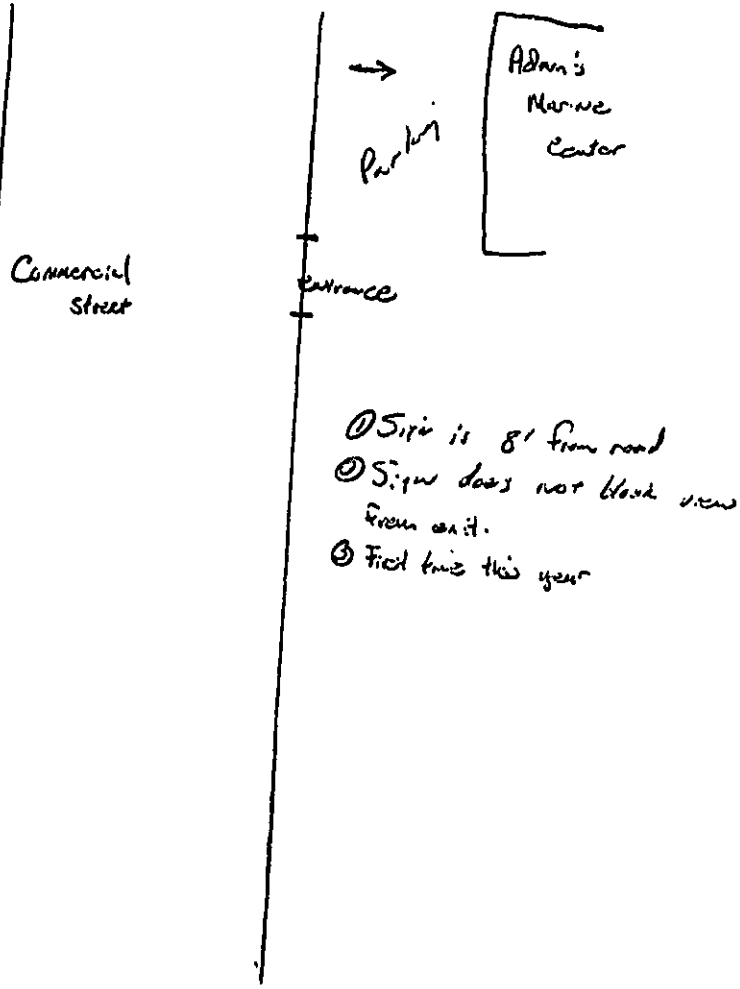 Adam's
Marine
Center
Parking
Commercial
Street
entrance
① Sign is 8' from road
② Sign does not block view
from exit.
③ First time this year